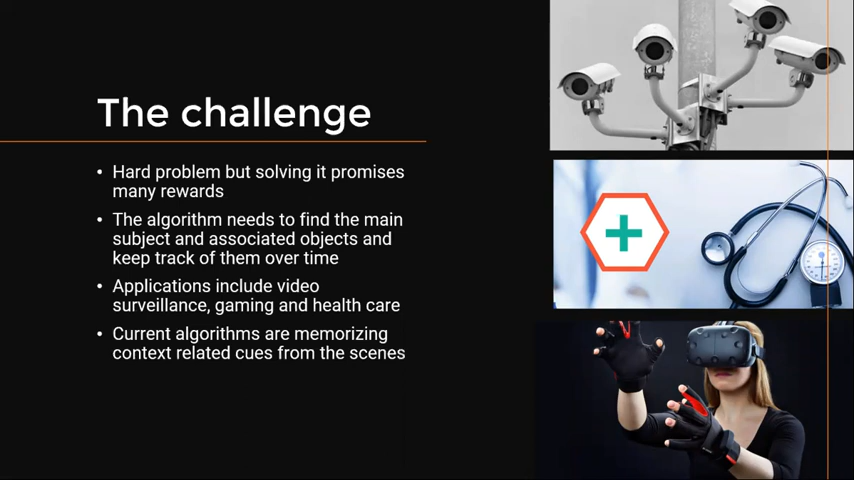 The challenge
• Hard problem but solving it promises
many rewards
• The algorithm needs to find the main
subject and associated objects and
keep track of them over time
• Applications include video
surveillance, gaming and health care
• Current algorithms are memorizing
context related cues from the scenes